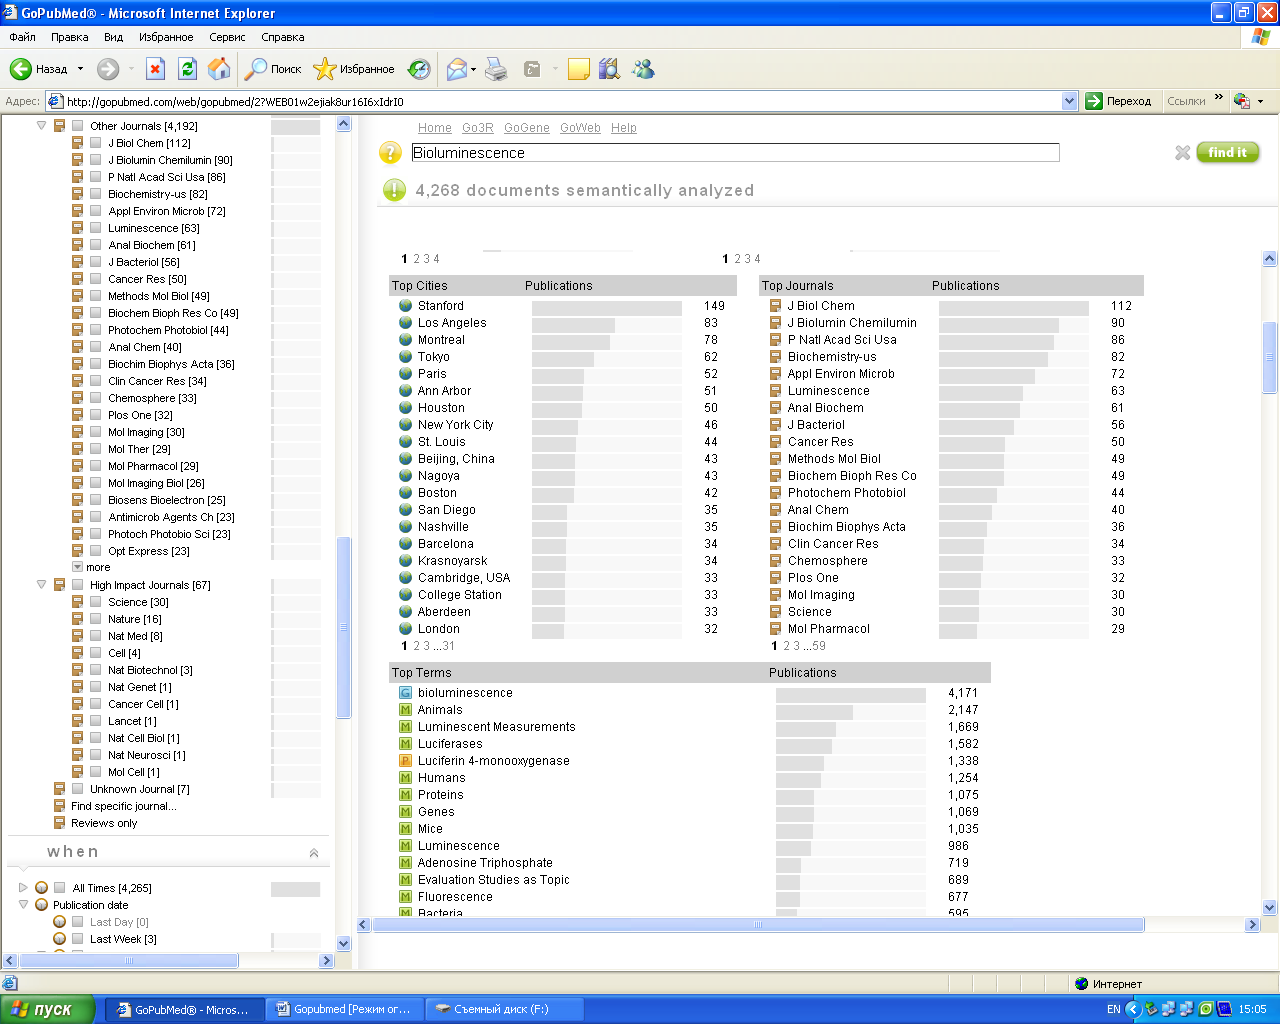 GoPubMed® - Microsoft Internet Explorer
Файл Правка Вид Избранное Сервис Справка
Назад Поиск Избранное
Адрес: http://gopubmed.com/web/gopubmed/2?WEB01w2ejiak8ur16I6xIdrI0 Переход Ссылки »
Other Journals [4,192]
J Biol Chem [112]
J Biolumin Chemilumin [90]
P Natl Acad Sci Usa [86]
Biochemistry-us [82]
Appl Environ Microb [72]
Luminescence [63]
Anal Biochem [61]
J Bacteriol [56]
Cancer Res [50]
Methods Mol Biol [49]
Biochem Bioph Res Co [49]
Photochem Photobiol [44]
Anal Chem [40]
Biochim Biophys Acta [36]
Clin Cancer Res [34]
Chemosphere [33]
Plos One [32]
Mol Imaging [30]
Mol Ther [29]
Mol Pharmacol [29]
Mol Imaging Biol [26]
Biosens Bioelectron [25]
Antimicrob Agents Ch [23]
Photoch Photobio Sci [23]
Opt Express [23]
more
High Impact Journals [67]
Science [30]
Nature [16]
Nat Med [8]
Cell [4]
Nat Biotechnol [3]
Nat Genet [1]
Cancer Cell [1]
Lancet [1]
Nat Cell Biol [1]
Nat Neurosci [1]
Mol Cell [1]
Unknown Journal [7]
Find specific journal...
Reviews only
when
All Times [4,265]
Publication date
Last Day [0]
Last Week [3]
Home Go3R GoGene GoWeb Help
? Bioluminescence find it
! 4,268 documents semantically analyzed
1 2 3 4
1 2 3 4
Top Cities Publications
Stanford 149
Los Angeles 83
Montreal 78
Tokyo 62
Paris 52
Ann Arbor 51
Houston 50
New York City 46
St. Louis 44
Beijing, China 43
Nagoya 43
Boston 42
San Diego 35
Nashville 35
Barcelona 34
Krasnoyarsk 34
Cambridge, USA 33
College Station 33
Aberdeen 33
London 32
1 2 3 ...31
Top Journals Publications
J Biol Chem 112
J Biolumin Chemilumin 90
P Natl Acad Sci Usa 86
Biochemistry-us 82
Appl Environ Microb 72
Luminescence 63
Anal Biochem 61
J Bacteriol 56
Cancer Res 50
Methods Mol Biol 49
Biochem Bioph Res Co 49
Photochem Photobiol 44
Anal Chem 40
Biochim Biophys Acta 36
Clin Cancer Res 34
Chemosphere 33
Plos One 32
Mol Imaging 30
Science 30
Mol Pharmacol 29
1 2 3 ...59
Top Terms Publications
G bioluminescence 4,171
M Animals 2,147
M Luminescent Measurements 1,669
M Luciferases 1,582
P Luciferin 4-monooxygenase 1,338
M Humans 1,254
M Proteins 1,075
M Genes 1,069
M Mice 1,035
M Luminescence 986
M Adenosine Triphosphate 719
M Evaluation Studies as Topic 689
M Fluorescence 677
M Bacteria 595
Интернет
пуск GoPubMed® - Micros... Gopubmed [Режим ог... Съемный диск (F:) EN 15:05